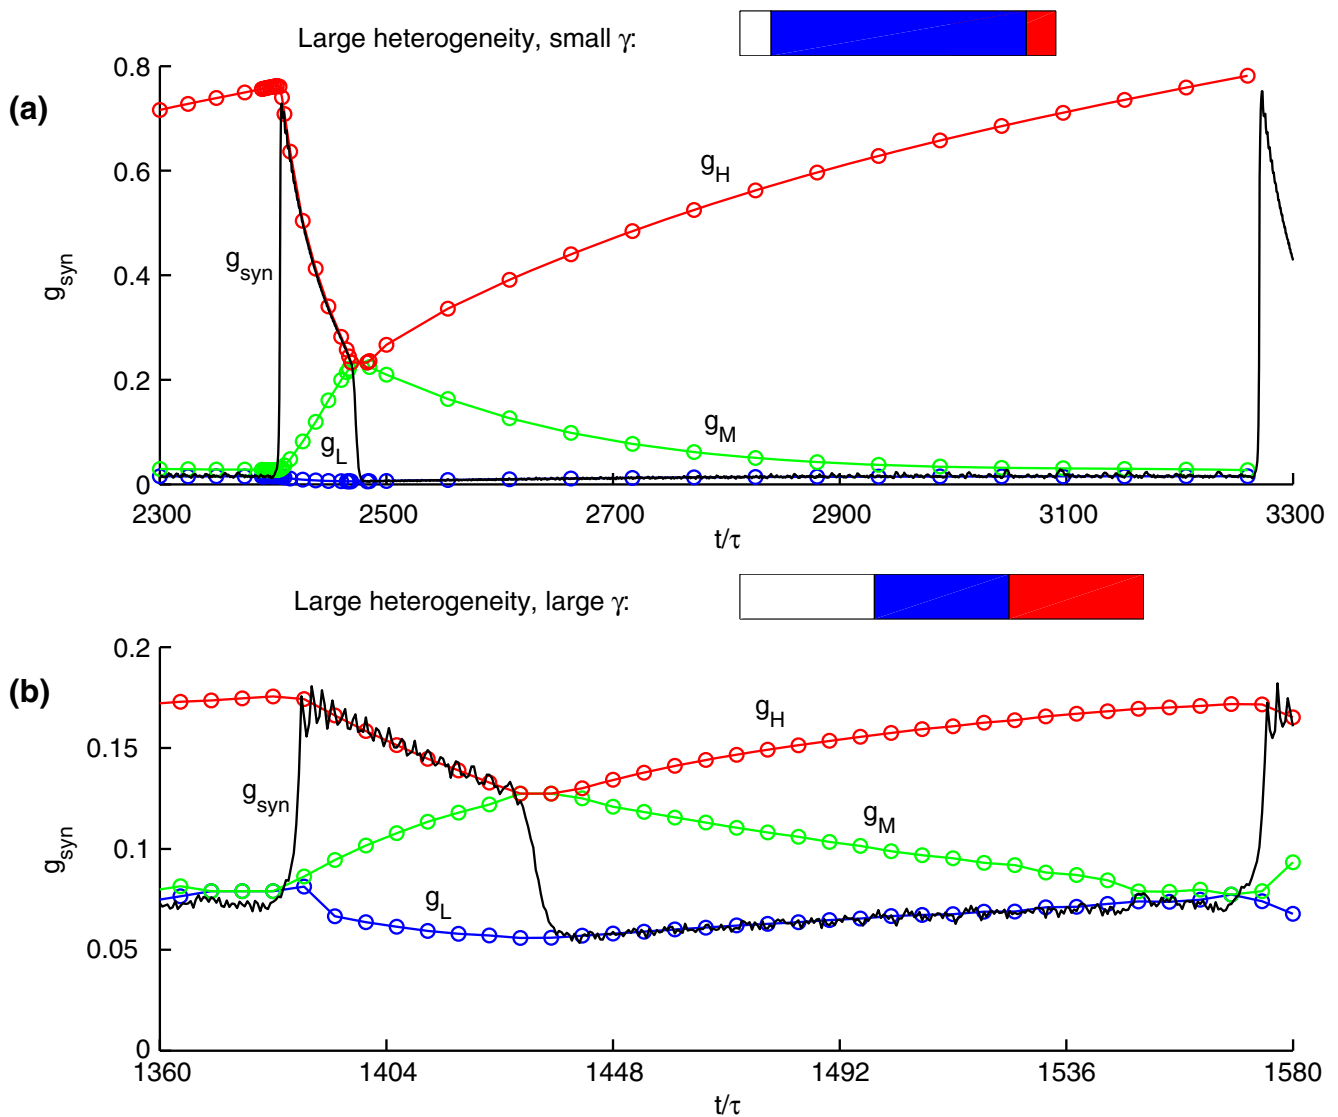 Large heterogeneity, small γ:
(a)
0.8
0.6
0.4
0.2
0
g_syn
g_syn
g_H
g_L
g_M
2300 2500 2700 2900 3100 3300
t/τ
Large heterogeneity, large γ:
(b)
0.2
0.15
0.1
0.05
0
g_syn
g_syn
g_H
g_M
g_L
1360 1404 1448 1492 1536 1580
t/τ